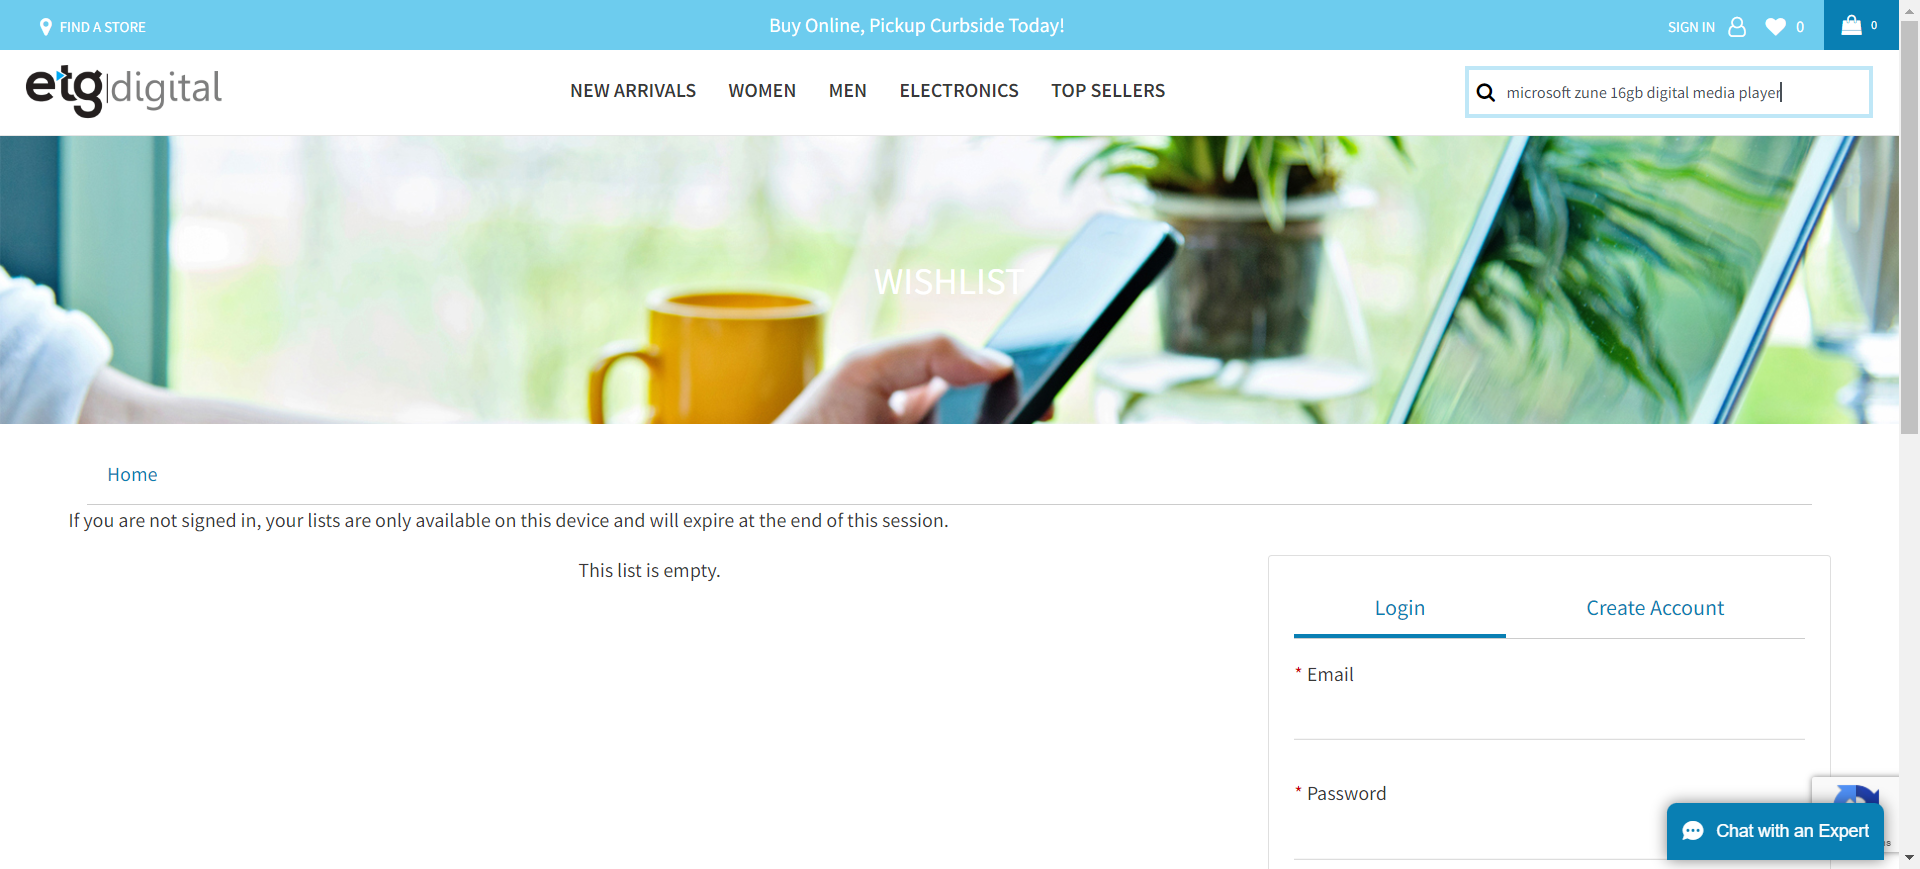 FIND A STORE
Buy Online, Pickup Curbside Today!
SIGN IN
0
0
etg|digital
NEW ARRIVALS
WOMEN
MEN
ELECTRONICS
TOP SELLERS
microsoft zune 16gb digital media player
WISHLIST
Home
If you are not signed in, your lists are only available on this device and will expire at the end of this session.
This list is empty.
Login
Create Account
* Email
* Password
Chat with an Expert